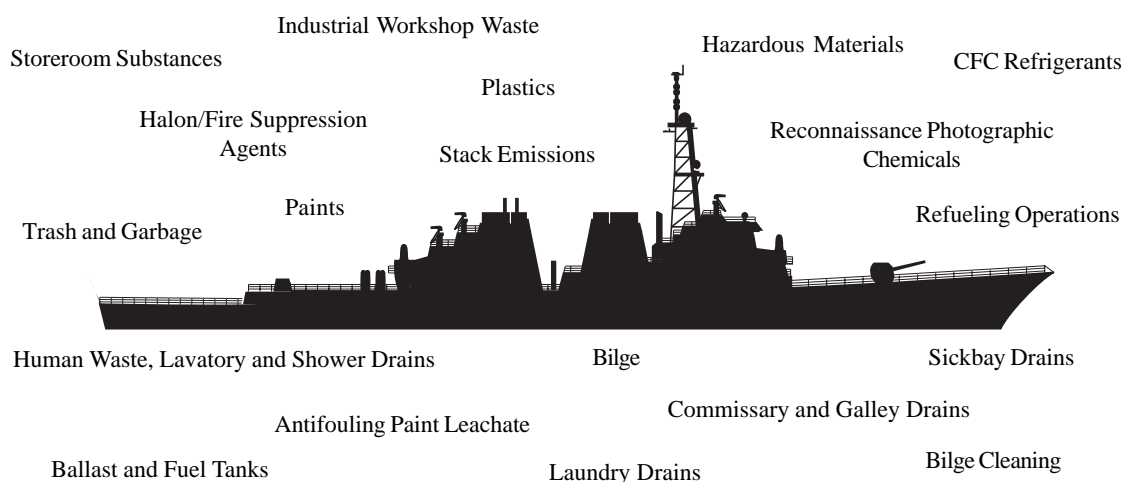 Industrial Workshop Waste
Storeroom Substances
Hazardous Materials
CFC Refrigerants
Plastics
Halon/Fire Suppression
Agents
Stack Emissions
Reconnaissance Photographic
Chemicals
Paints
Refueling Operations
Trash and Garbage
Human Waste, Lavatory and Shower Drains
Bilge
Sickbay Drains
Antifouling Paint Leachate
Commissary and Galley Drains
Ballast and Fuel Tanks
Laundry Drains
Bilge Cleaning